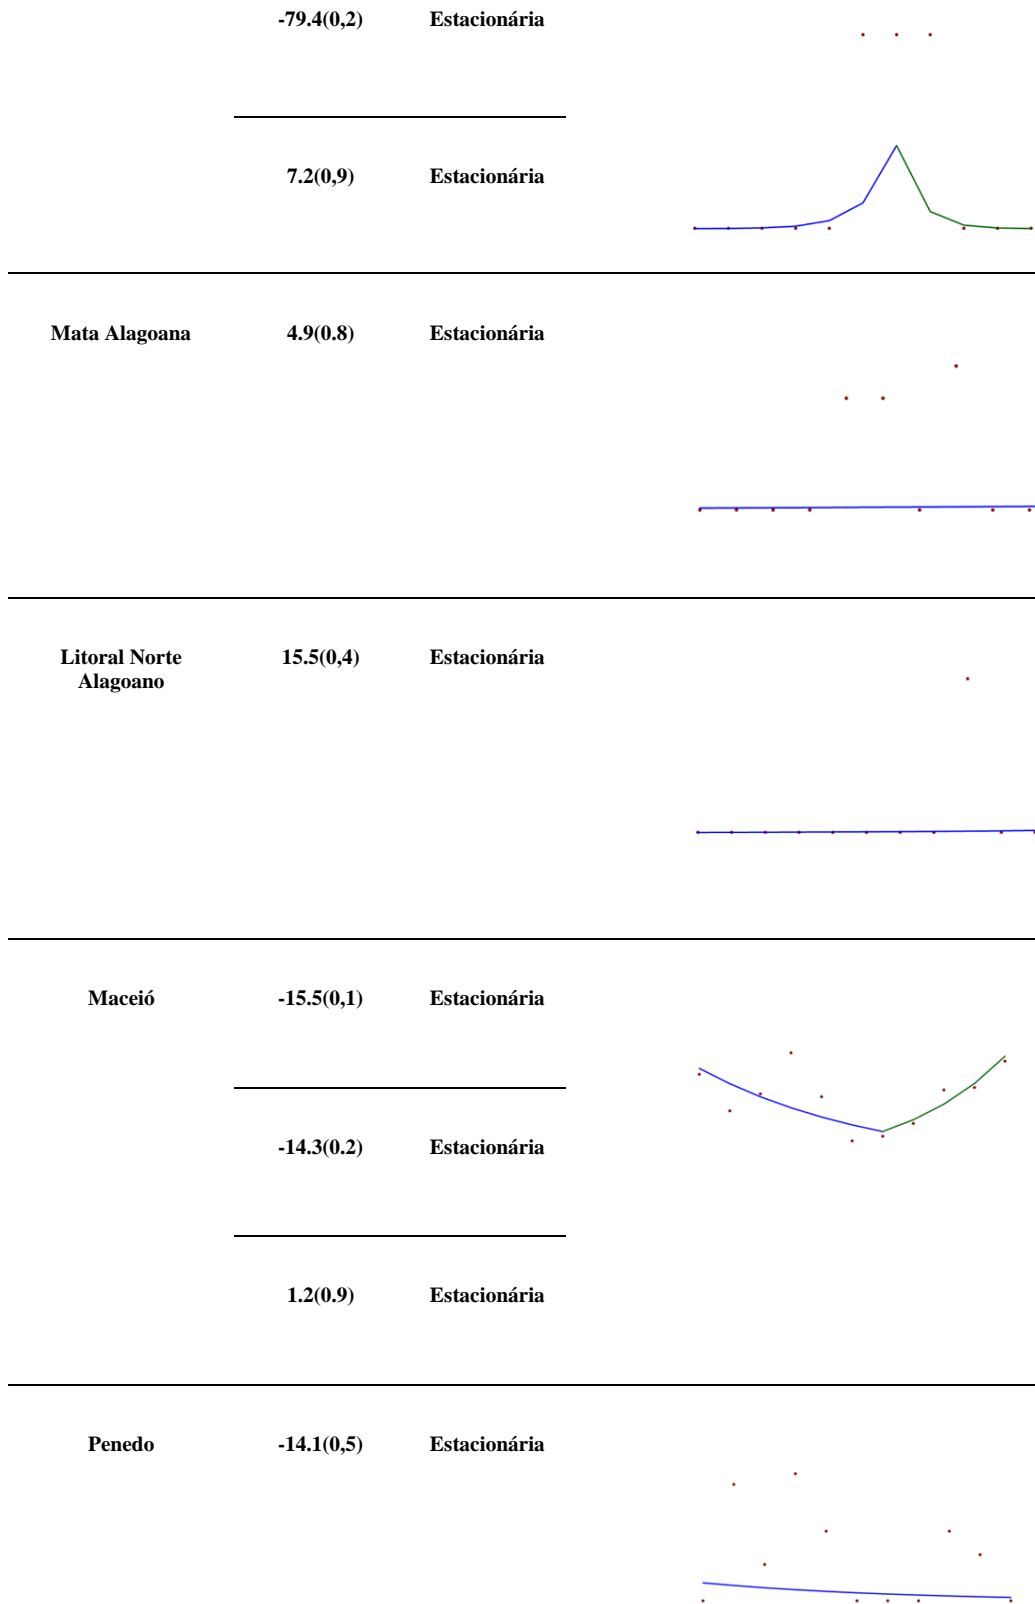 -79.4(0,2) Estacionária
7.2(0,9) Estacionária
Mata Alagoana 4.9(0.8) Estacionária
Litoral Norte 15.5(0,4) Estacionária
Alagoano
Maceió -15.5(0,1) Estacionária
-14.3(0.2) Estacionária
1.2(0.9) Estacionária
Penedo -14.1(0,5) Estacionária